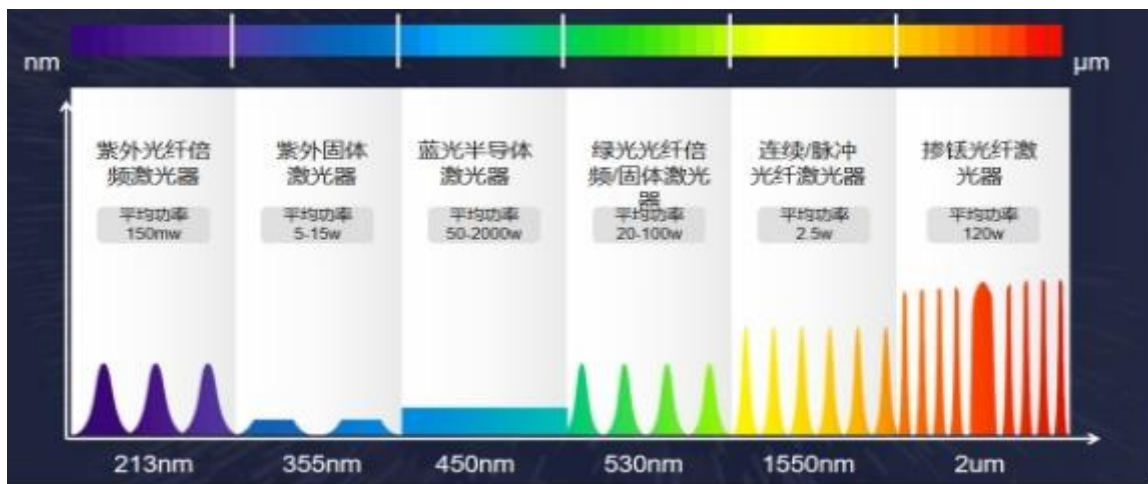 nm
μm
紫外光纤倍
频激光器
平均功率
150mw
紫外固体
激光器
平均功率
5-15w
蓝光半导体
激光器
平均功率
50-2000w
绿光光纤倍
频/固体激光
器
平均功率
20-100w
连续/脉冲
光纤激光器
平均功率
2.5w
掺铥光纤激
光器
平均功率
120w
213nm
355nm
450nm
530nm
1550nm
2um